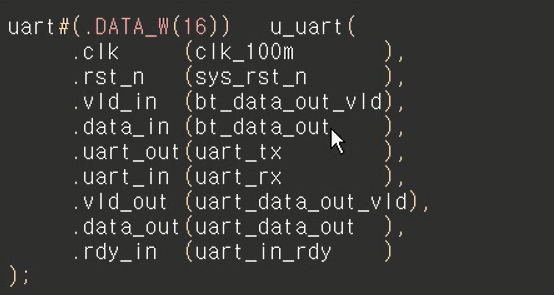 uart#(.DATA_W(16))   u_uart(
      .clk     (clk_100m        ),
      .rst_n   (sys_rst_n       ),
      .vld_in  (bt_data_out_vld),
      .data_in (bt_data_out     ),
      .uart_out(uart_tx         ),
      .uart_in (uart_rx         ),
      .vld_out (uart_data_out_vld),
      .data_out(uart_data_out   ),
      .rdy_in  (uart_in_rdy     )
);